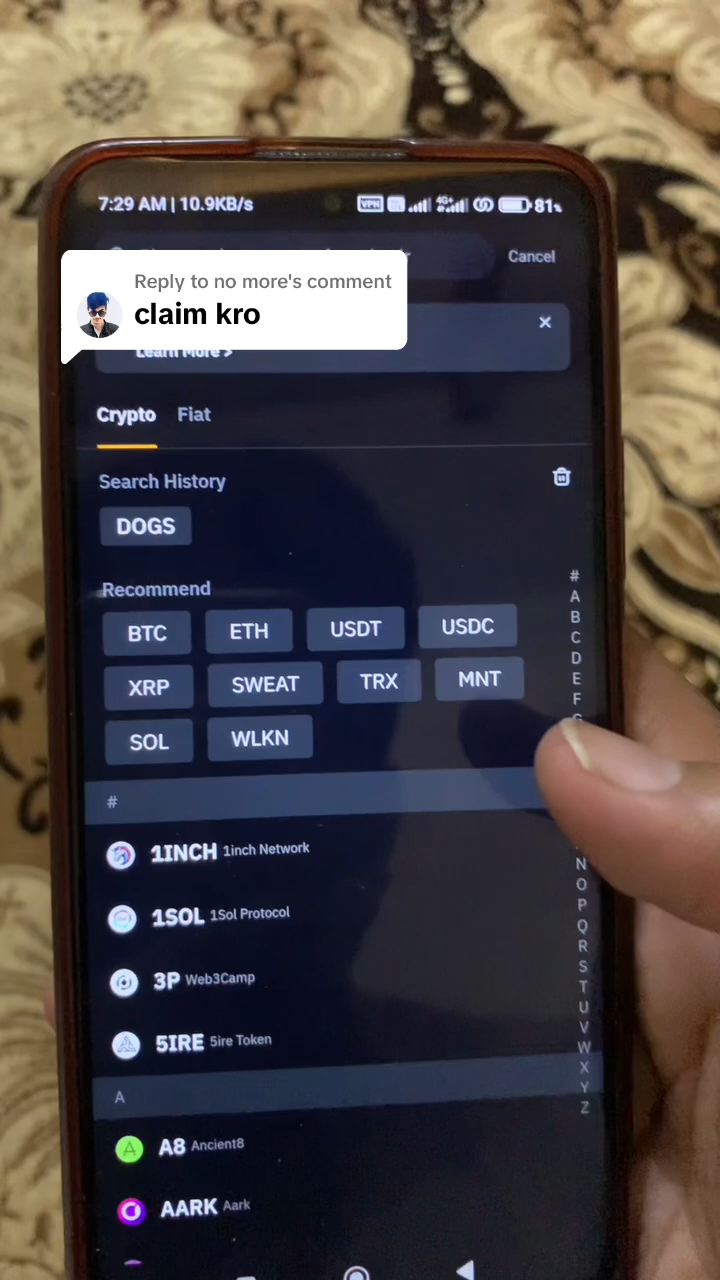 7:29 AM | 10.9KB/s
VPN
4G+
81%
Cancel
Reply to no more's comment
claim kro
Learn More >
Crypto Fiat
Search History
DOGS
Recommend
BTC ETH USDT USDC
XRP SWEAT TRX MNT
SOL WLKN
#
1INCH 1inch Network
1SOL 1Sol Protocol
3P Web3Camp
5IRE 5ire Token
A
A8 Ancient8
AARK Aark
#
A
B
C
D
E
F
N
O
P
Q
R
S
T
U
V
W
X
Y
Z